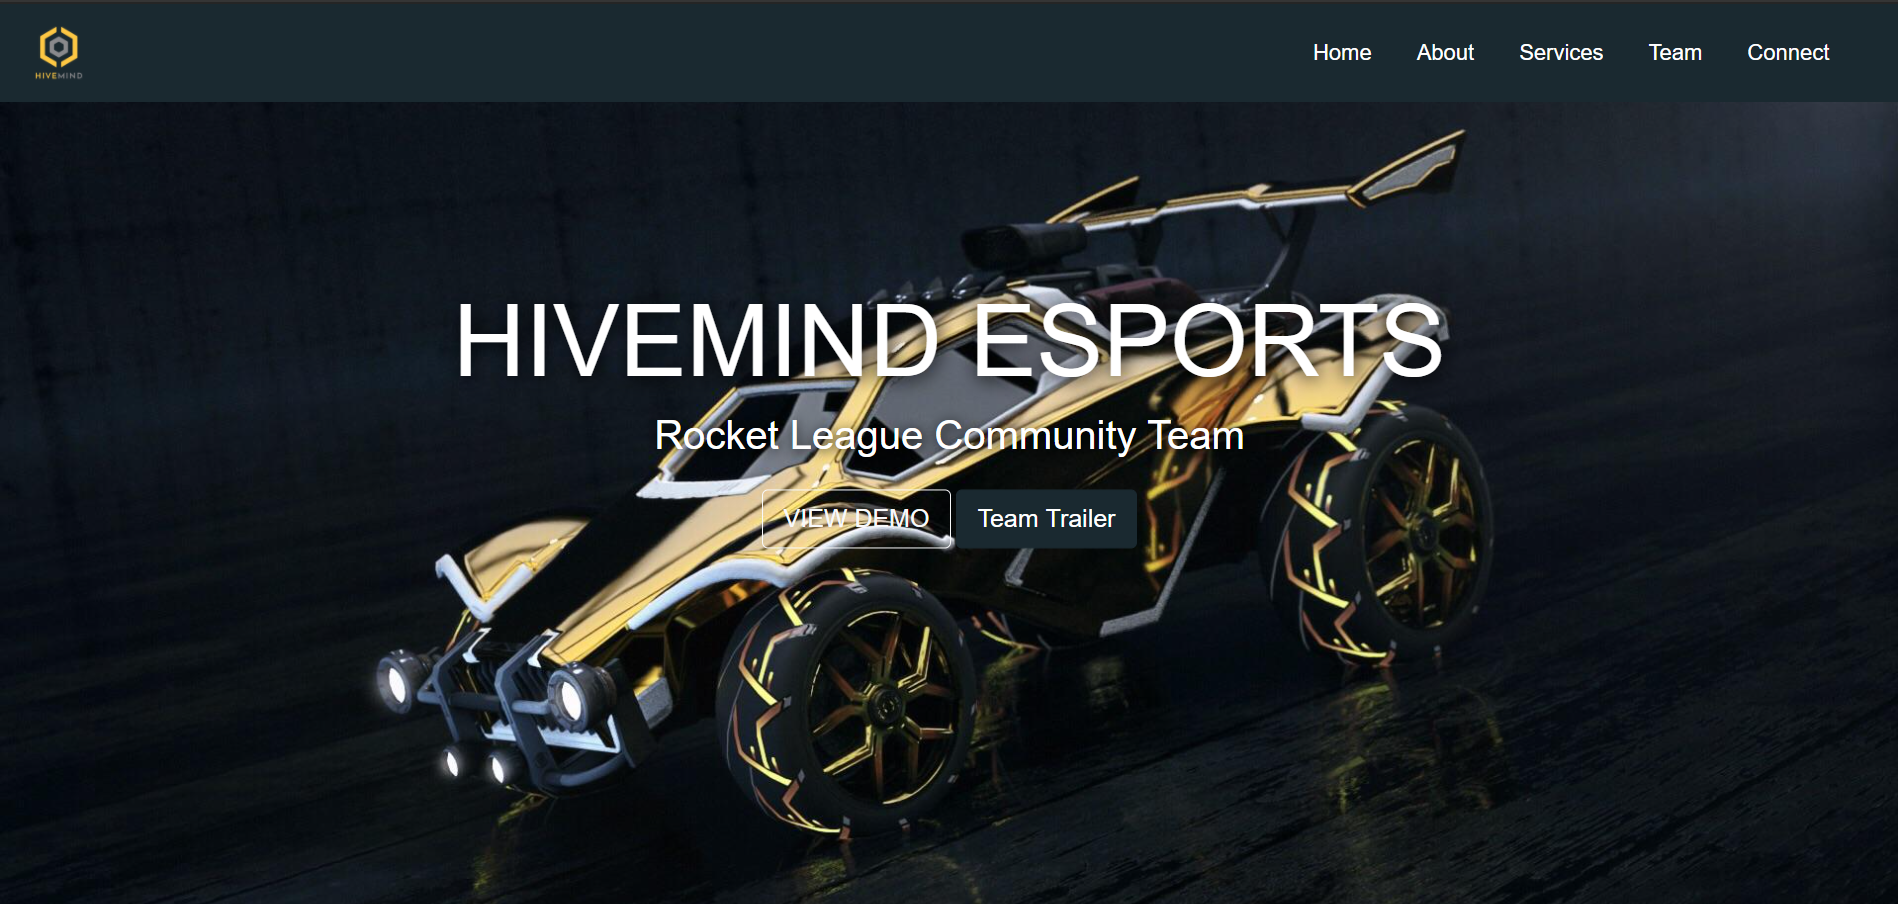 HIVEMIND
Home About Services Team Connect
HIVEMIND ESPORTS
Rocket League Community Team
VIEW DEMO Team Trailer